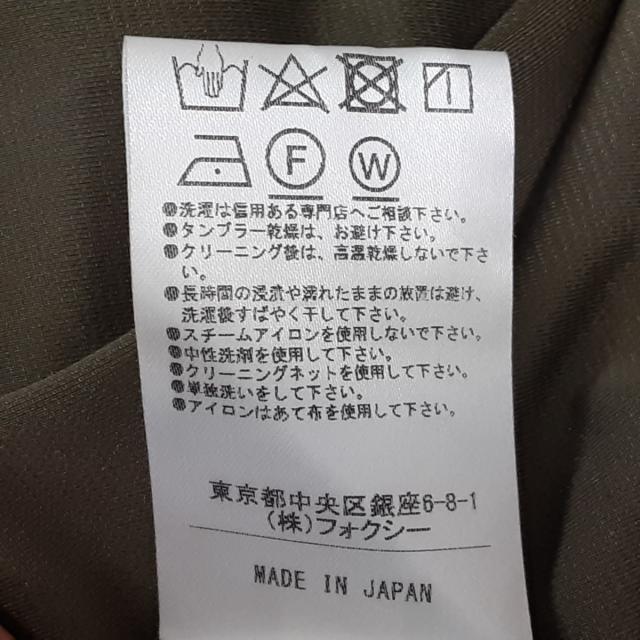 F
W
●洗濯は信用ある専門店へご相談下さい。
●タンブラー乾燥は、お避け下さい。
●クリーニング後は、高温乾燥しないで下さ
い。
●長時間の浸漬や濡れたままの放置は避け、
洗濯後すばやく干して下さい。
●スチームアイロンを使用しないで下さい。
●中性洗剤を使用して下さい。
●クリーニングネットを使用して下さい。
●単独洗いをして下さい。
●アイロンはあて布を使用して下さい。
東京都中央区銀座6-8-1
(株)フォクシー
MADE IN JAPAN